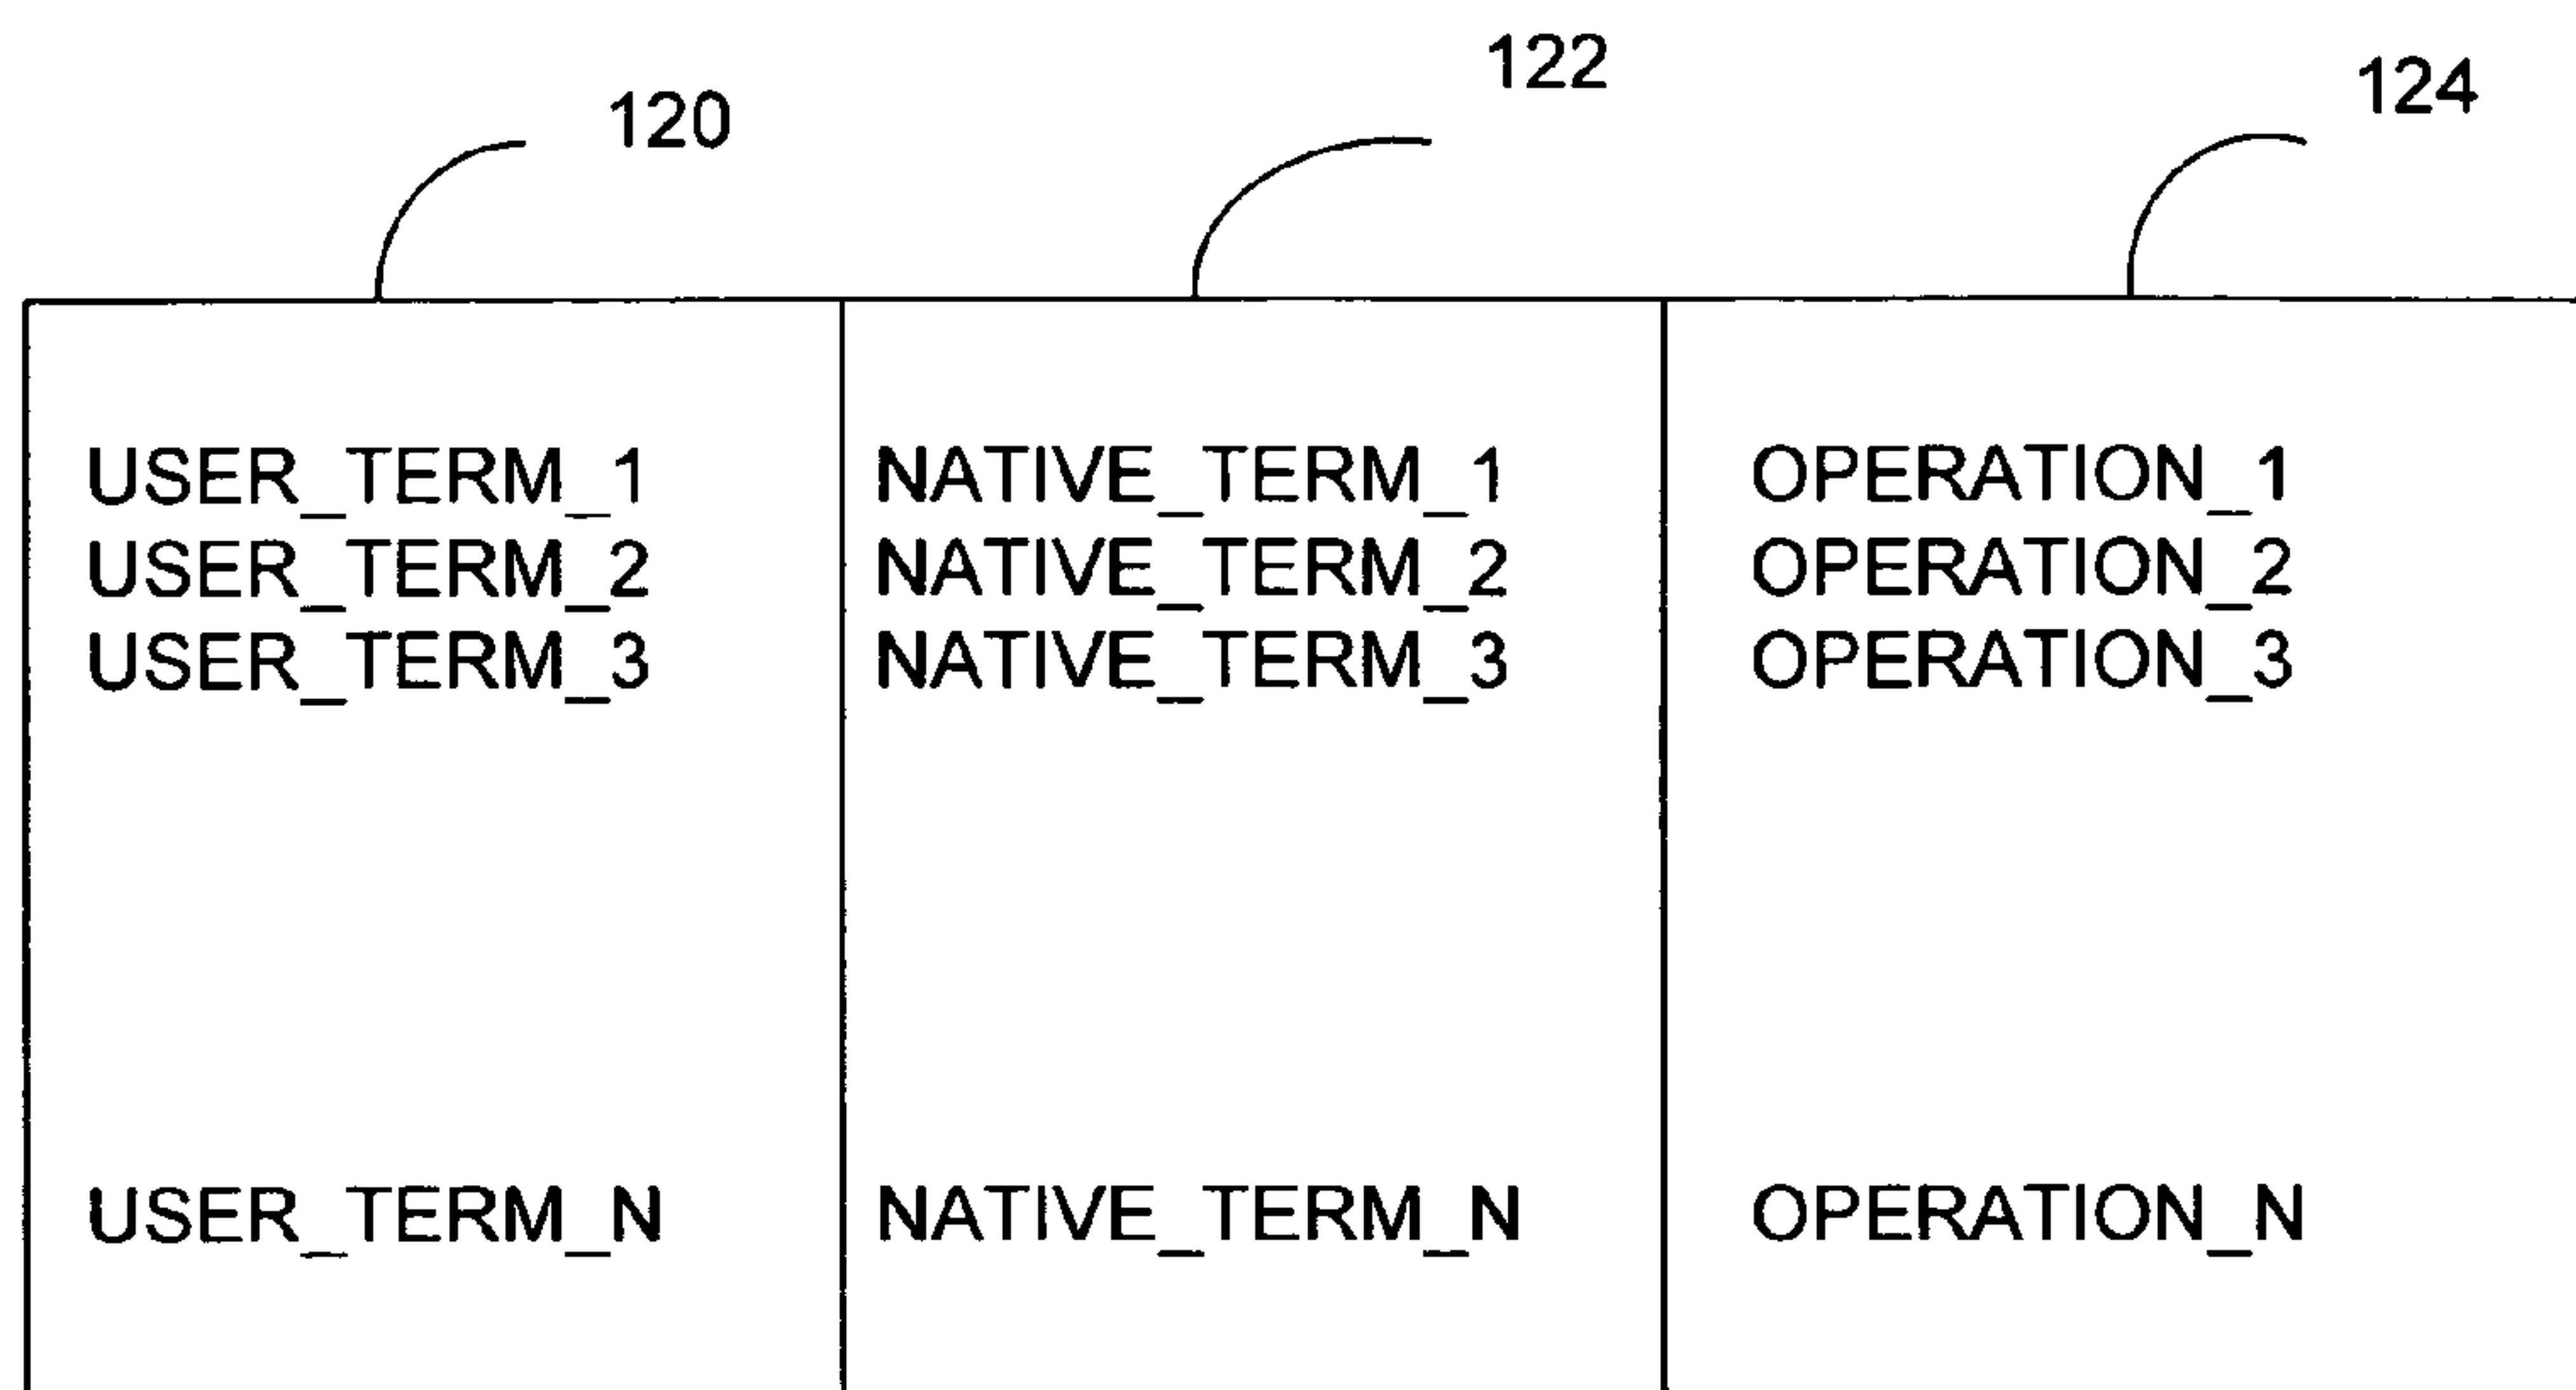 120 122 124
USER_TERM_1 NATIVE_TERM_1 OPERATION_1
USER_TERM_2 NATIVE_TERM_2 OPERATION_2
USER_TERM_3 NATIVE_TERM_3 OPERATION_3
USER_TERM_N NATIVE_TERM_N OPERATION_N